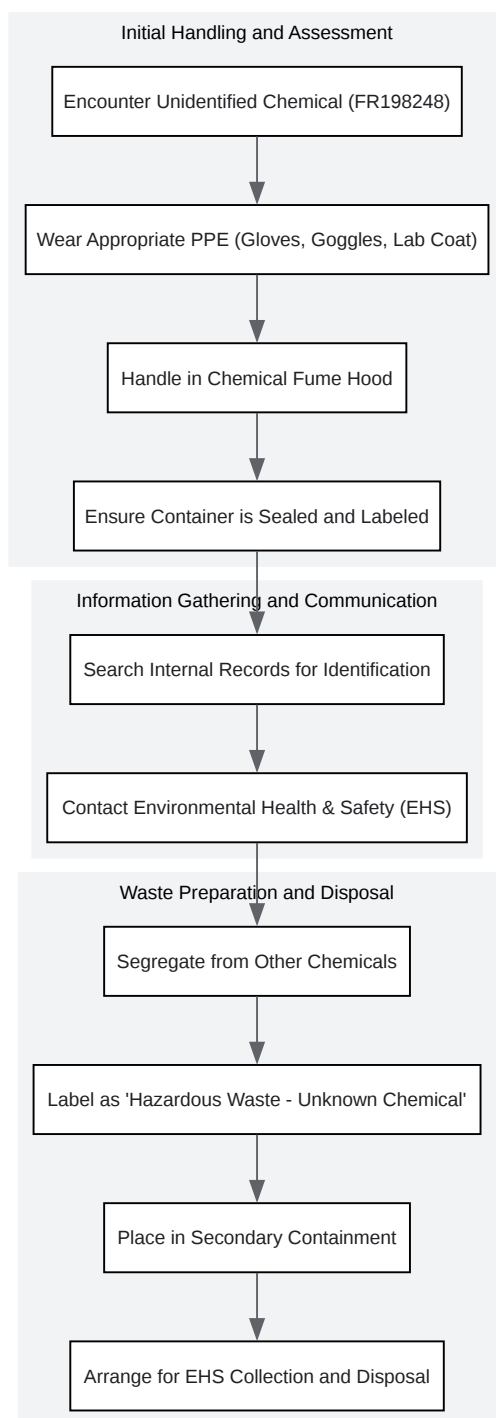 Initial Handling and Assessment
Encounter Unidentified Chemical (FR198248)
Wear Appropriate PPE (Gloves, Goggles, Lab Coat)
Handle in Chemical Fume Hood
Ensure Container is Sealed and Labeled
Information Gathering and Communication
Search Internal Records for Identification
Contact Environmental Health & Safety (EHS)
Waste Preparation and Disposal
Segregate from Other Chemicals
Label as 'Hazardous Waste - Unknown Chemical'
Place in Secondary Containment
Arrange for EHS Collection and Disposal